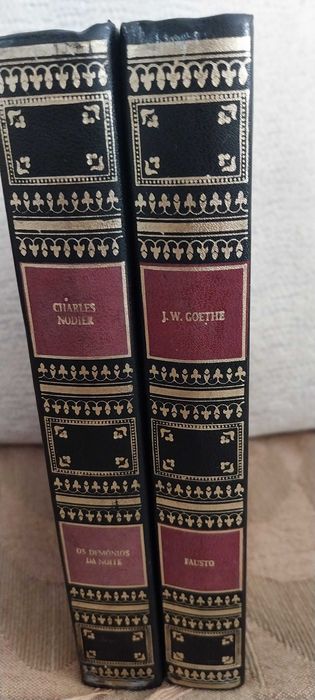 CHARLES
NODIER
OS DEMÓNIOS
DA NOITE
J. W. GOETHE
FAUSTO